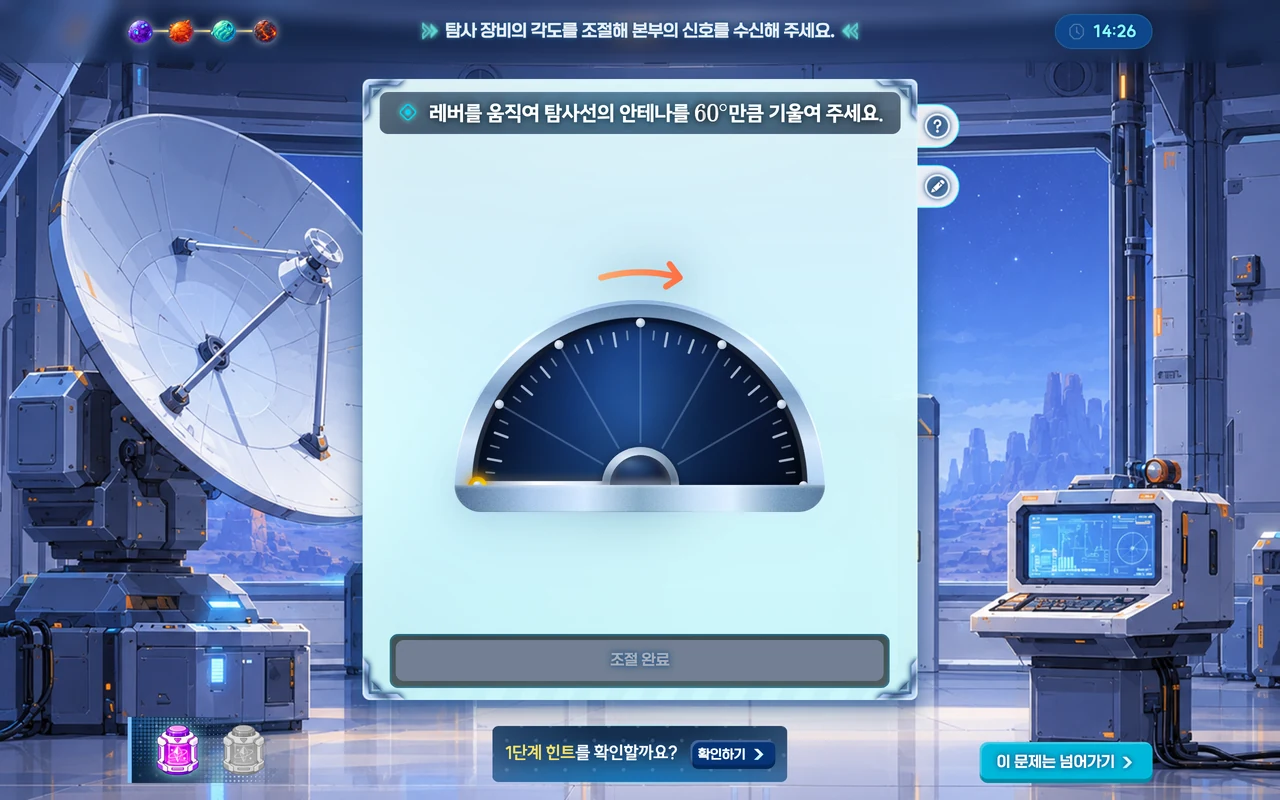 탐사 장비의 각도를 조절해 본부의 신호를 수신해 주세요.
14:26
레버를 움직여 탐사선의 안테나를 60°만큼 기울여 주세요.
?
조절 완료
1단계 힌트를 확인할까요? 확인하기
이 문제는 넘어가기